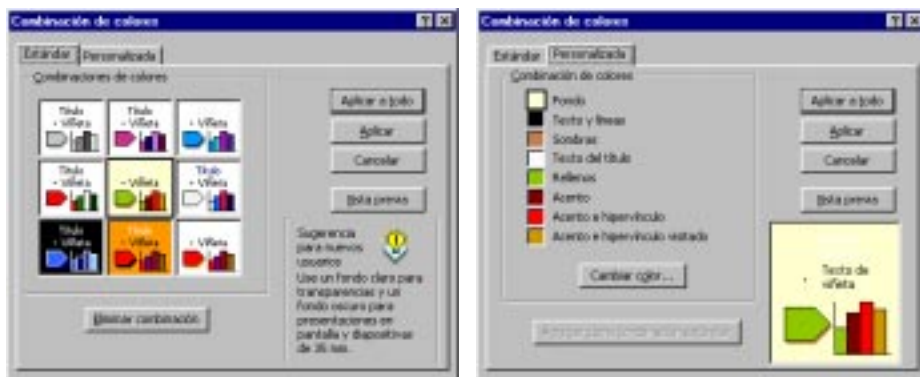 Combinación de colores
Estándar Personalizada
Combinaciones de colores
Título Título
• Viñeta • Viñeta • Viñeta
Título Título
• Viñeta • Viñeta • Viñeta
Título Título Título
• Viñeta • Viñeta • Viñeta
Eliminar combinación
Aplicar a todo
Aplicar
Cancelar
Vista previa
Sugerencia
para nuevos
usuarios
Use un fondo claro para
transparencias y un
fondo oscuro para
presentaciones en
pantalla y diapositivas
de 35 mm.
Combinación de colores
Estándar Personalizada
Combinación de colores
Fondo
Texto y líneas
Sombras
Texto del título
Rellenos
Acento
Acento e hipervínculo
Acento e hipervínculo visitado
Cambiar color...
Aplicar a todo
Aplicar
Cancelar
Vista previa
Texto de
viñeta